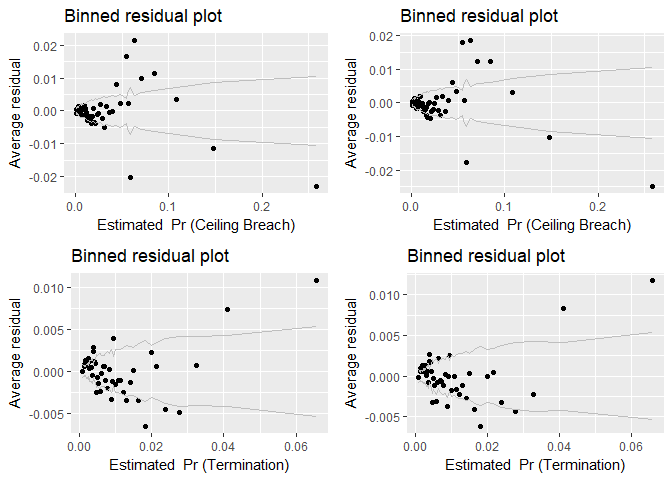 Binned residual plot
0.02
0.01
0.00
-0.01
-0.02
Average residual
0.0
0.1
0.2
Estimated  Pr (Ceiling Breach)
Binned residual plot
0.02
0.01
0.00
-0.01
-0.02
Average residual
0.0
0.1
0.2
Estimated  Pr (Ceiling Breach)
Binned residual plot
0.010
0.005
0.000
-0.005
Average residual
0.00
0.02
0.04
0.06
Estimated  Pr (Termination)
Binned residual plot
0.010
0.005
0.000
-0.005
Average residual
0.00
0.02
0.04
0.06
Estimated  Pr (Termination)